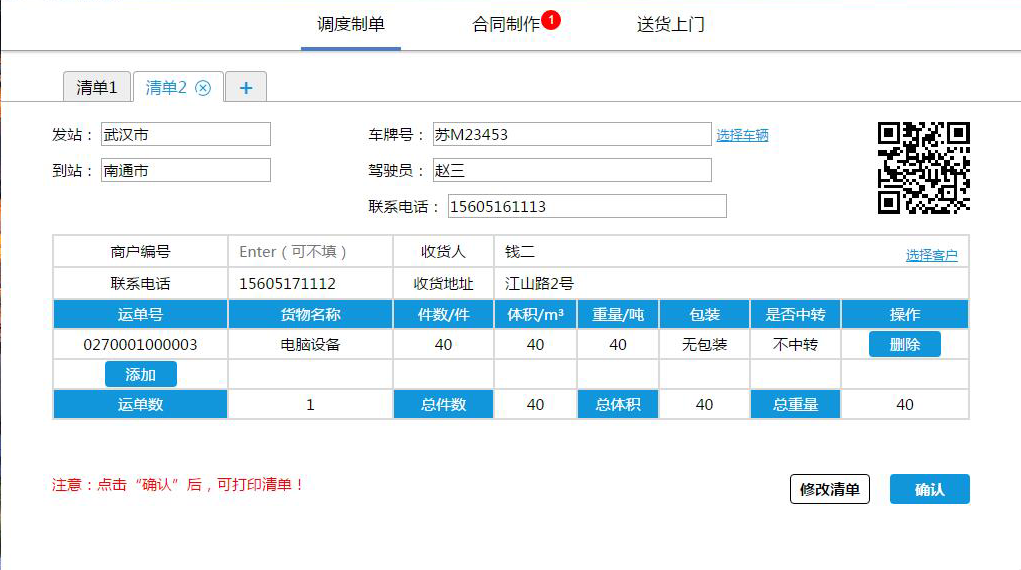 调度制单 合同制作 1 送货上门
清单1 清单2 +
发站： 武汉市 车牌号： 苏M23453 选择车辆
到站： 南通市 驾驶员： 赵三
联系电话： 15605161113
商户编号 Enter（可不填） 收货人 钱二 选择客户
联系电话 15605171112 收货地址 江山路2号
运单号 货物名称 件数/件 体积/m³ 重量/吨 包装 是否中转 操作
0270001000003 电脑设备 40 40 40 无包装 不中转 删除
添加
运单数 1 总件数 40 总体积 40 总重量 40
注意：点击“确认”后，可打印清单！ 修改清单 确认